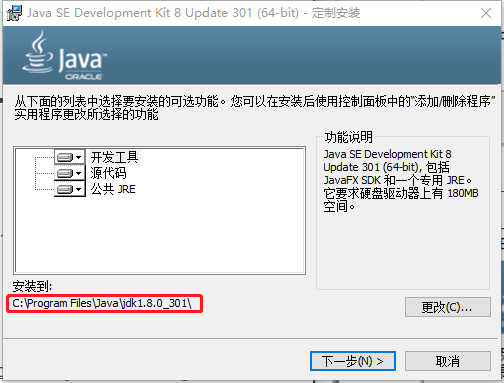 Java SE Development Kit 8 Update 301 (64-bit) - 定制安装
Java
ORACLE
从下面的列表中选择要安装的可选功能。您可以在安装后使用控制面板中的“添加/删除程序”
实用程序更改所选择的功能
开发工具
源代码
公共 JRE
功能说明
Java SE Development Kit 8
Update 301 (64-bit), 包括
JavaFX SDK 和一个专用 JRE。
它要求硬盘驱动器上有 180MB
空间。
安装到:
C:\Program Files\Java\jdk1.8.0_301\
更改(C)...
下一步(N) >
取消